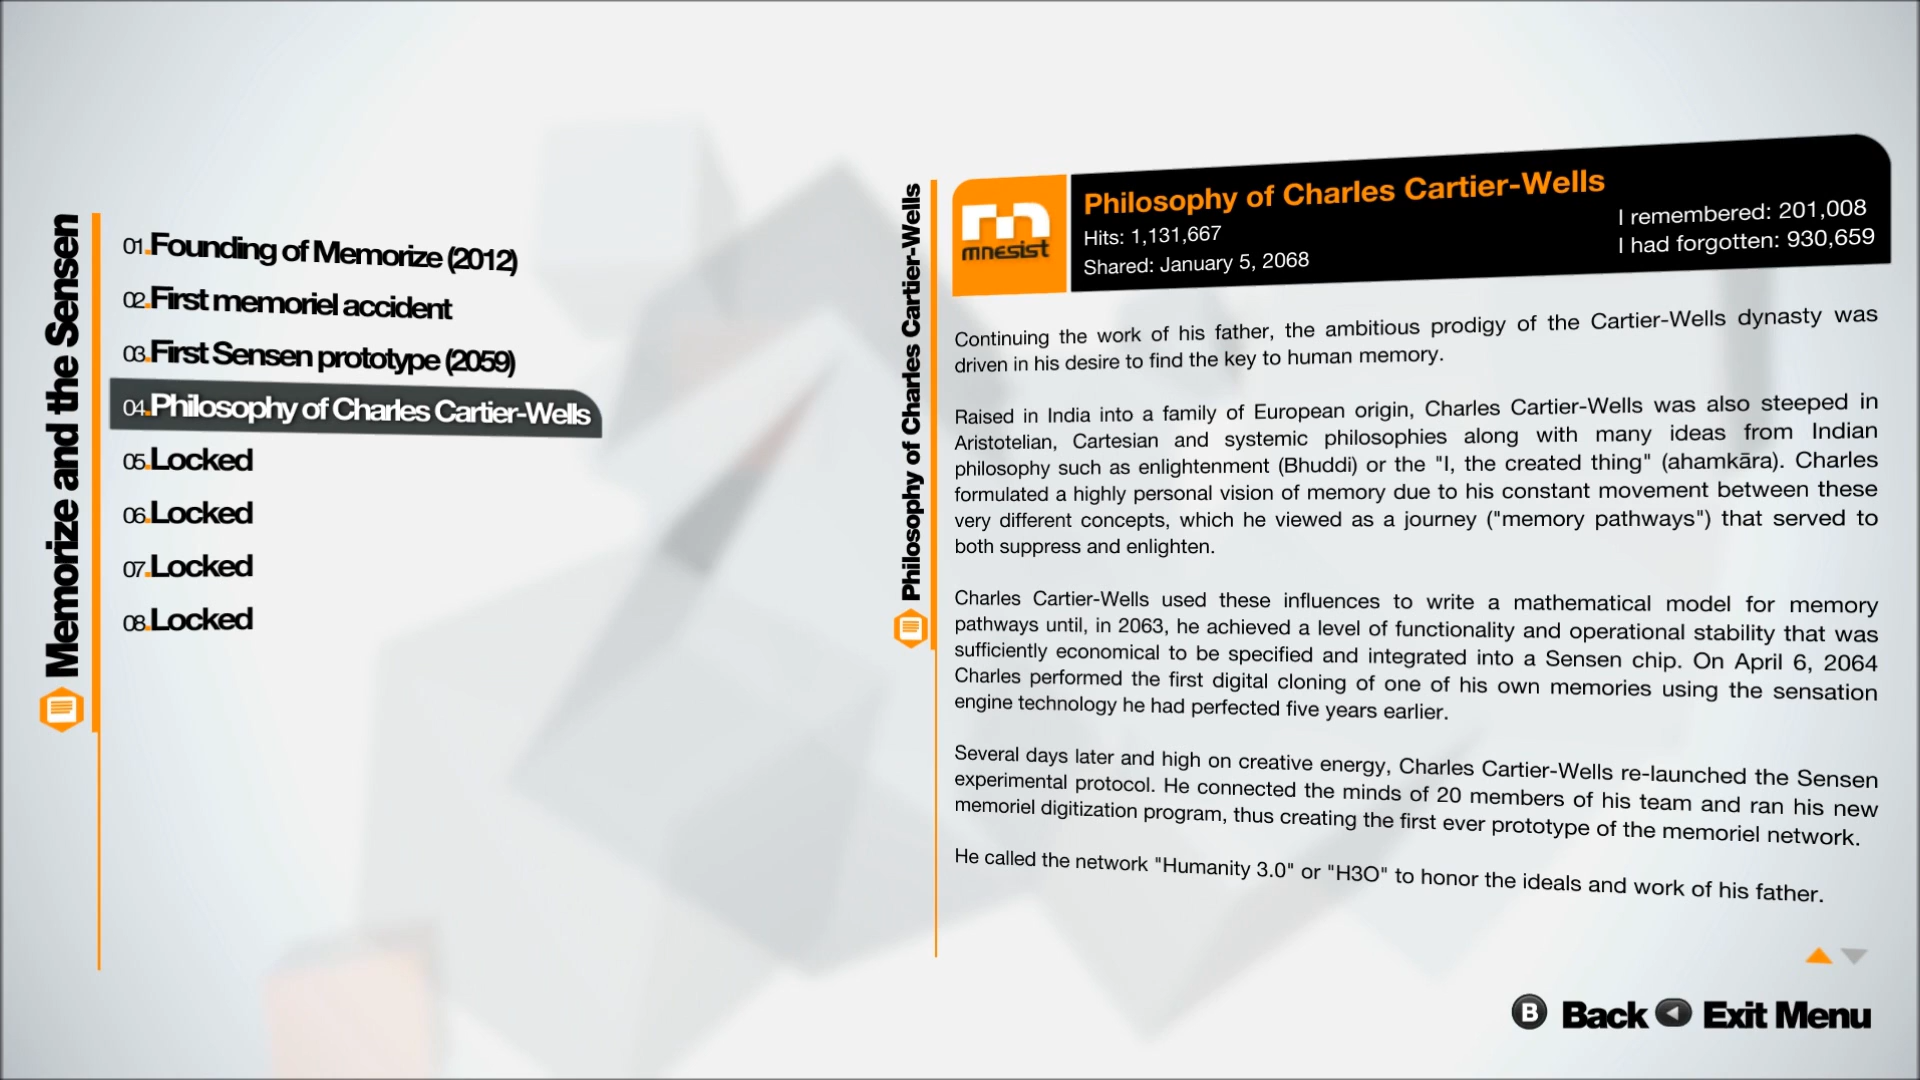 Memorize and the Sensen
01.Founding of Memorize (2012)
02.First memoriel accident
03.First Sensen prototype (2059)
04.Philosophy of Charles Cartier-Wells
05.Locked
06.Locked
07.Locked
08.Locked
Philosophy of Charles Cartier-Wells
mnesist
Philosophy of Charles Cartier-Wells
Hits: 1,131,667
Shared: January 5, 2068
I remembered: 201,008
I had forgotten: 930,659
Continuing the work of his father, the ambitious prodigy of the Cartier-Wells dynasty was
driven in his desire to find the key to human memory.
Raised in India into a family of European origin, Charles Cartier-Wells was also steeped in
Aristotelian, Cartesian and systemic philosophies along with many ideas from Indian
philosophy such as enlightenment (Bhuddi) or the "I, the created thing" (ahamkāra). Charles
formulated a highly personal vision of memory due to his constant movement between these
very different concepts, which he viewed as a journey ("memory pathways") that served to
both suppress and enlighten.
Charles Cartier-Wells used these influences to write a mathematical model for memory
pathways until, in 2063, he achieved a level of functionality and operational stability that was
sufficiently economical to be specified and integrated into a Sensen chip. On April 6, 2064
Charles performed the first digital cloning of one of his own memories using the sensation
engine technology he had perfected five years earlier.
Several days later and high on creative energy, Charles Cartier-Wells re-launched the Sensen
experimental protocol. He connected the minds of 20 members of his team and ran his new
memoriel digitization program, thus creating the first ever prototype of the memoriel network.
He called the network "Humanity 3.0" or "H3O" to honor the ideals and work of his father.
B Back Exit Menu